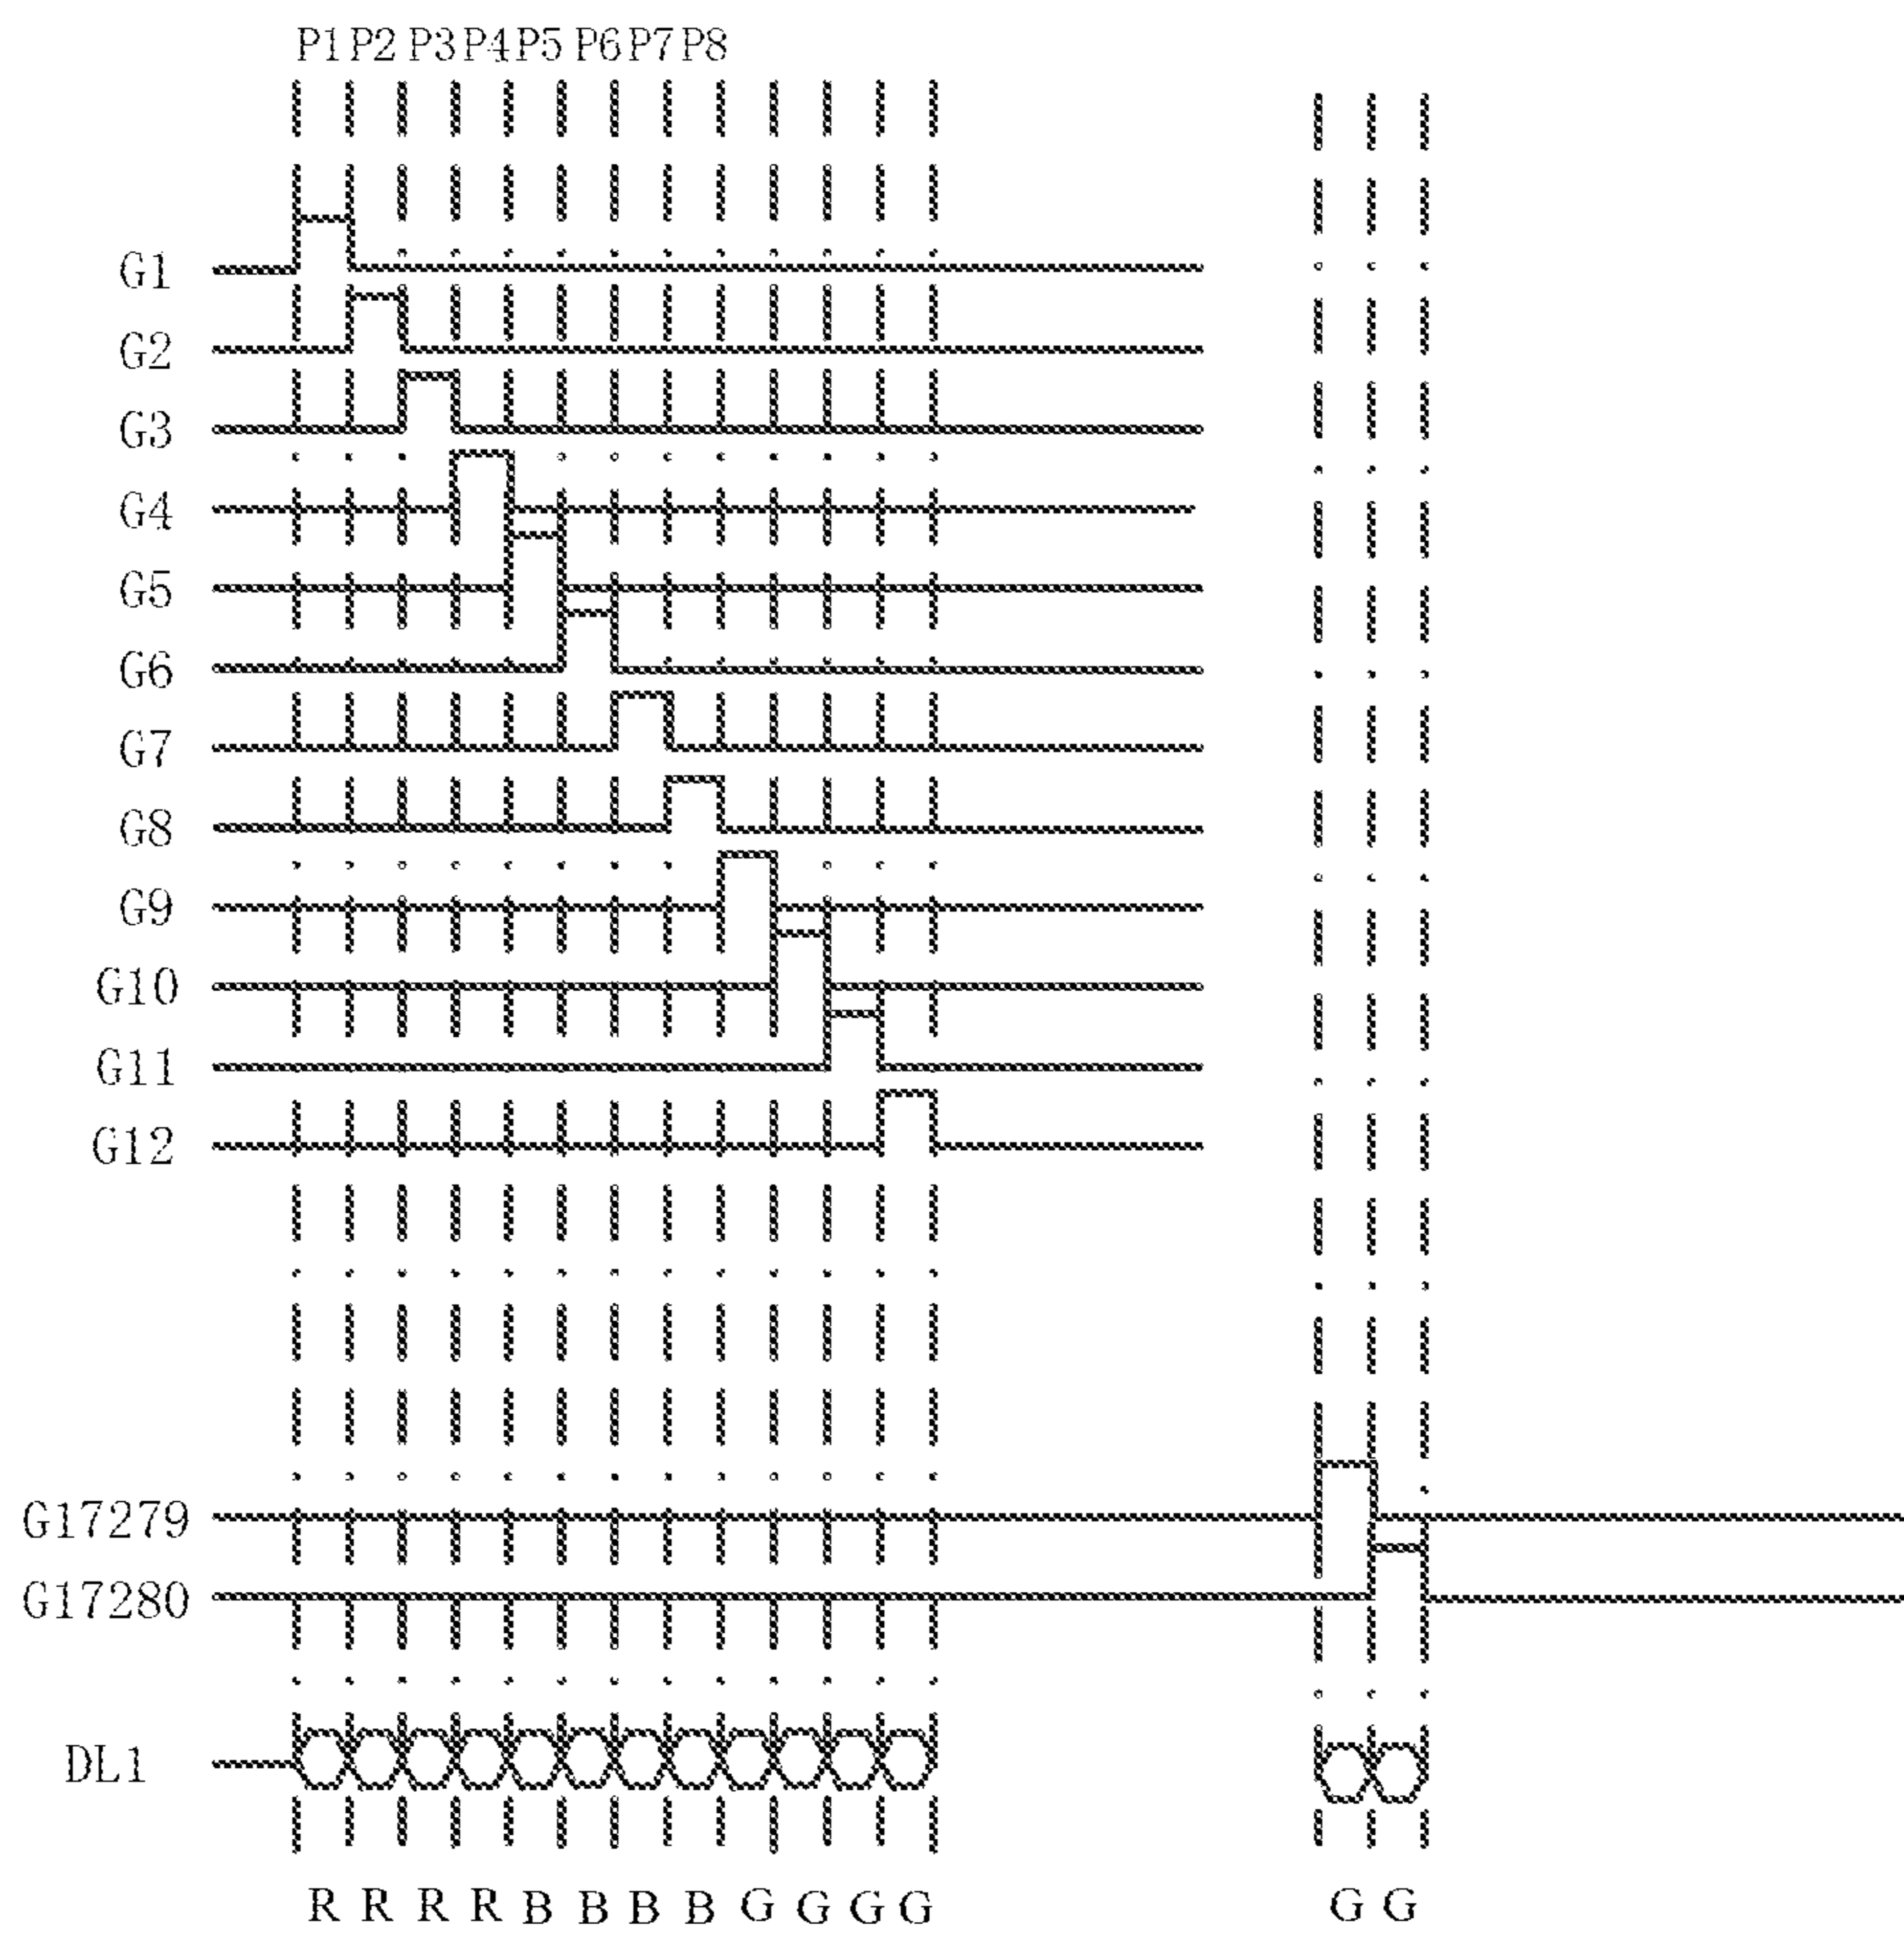 P1 P2 P3 P4 P5 P6 P7 P8
G1
G2
G3
G4
G5
G6
G7
G8
G9
G10
G11
G12
G17279
G17280
DL1
R R R R B B B B G G G G G G